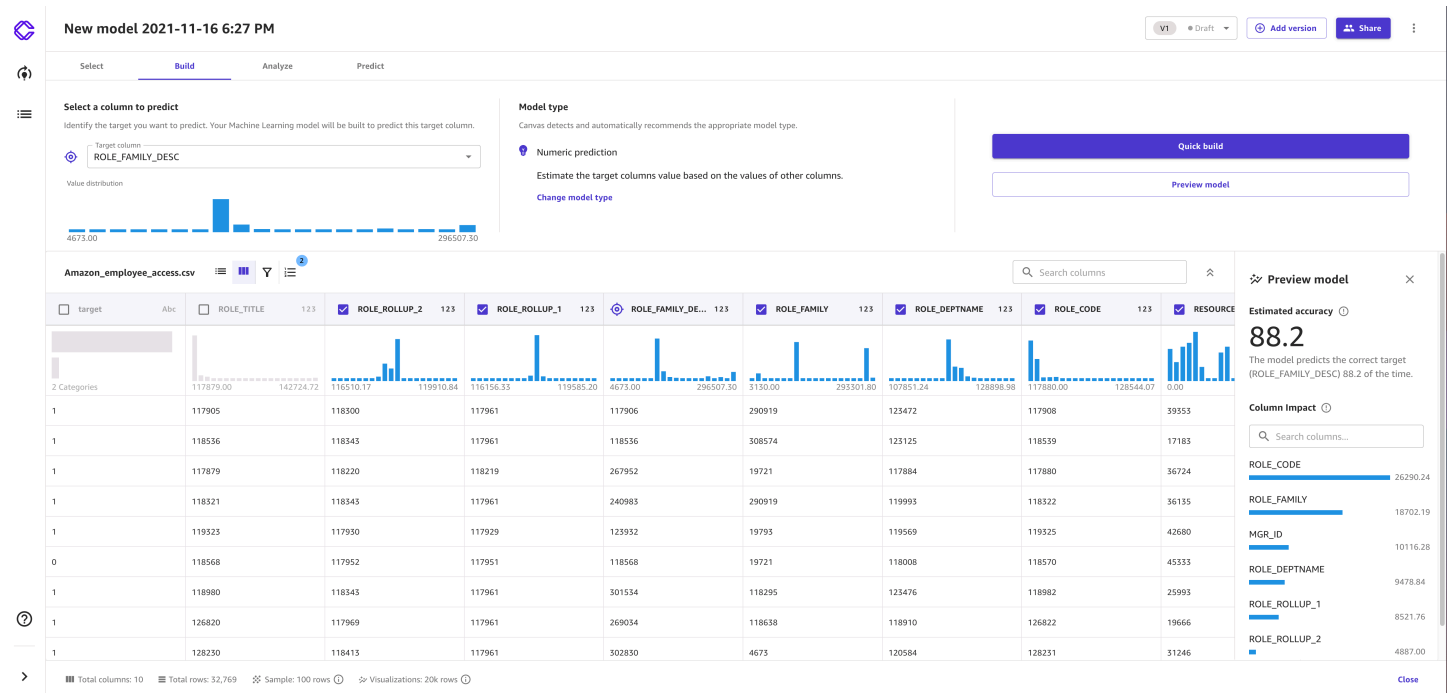 New model 2021-11-16 6:27 PM
V1 Draft
Add version
Share
Select Build Analyze Predict
Select a column to predict
Identify the target you want to predict. Your Machine Learning model will be built to predict this target column.
Target column
ROLE_FAMILY_DESC
Value distribution
4673.00 296507.30
Model type
Canvas detects and automatically recommends the appropriate model type.
Numeric prediction
Estimate the target columns value based on the values of other columns.
Change model type
Quick build
Preview model
Amazon_employee_access.csv 2
Search columns
target Abc ROLE_TITLE 123 ROLE_ROLLUP_2 123 ROLE_ROLLUP_1 123 ROLE_FAMILY_DE... 123 ROLE_FAMILY 123 ROLE_DEPTNAME 123 ROLE_CODE 123 RESOURCE
2 Categories 117879.00 142724.72 116510.17 119910.84 116156.33 119585.20 4673.00 296507.30 3130.00 293301.80 107851.24 128898.98 117880.00 128544.07 0.00
1 117905 118300 117961 117906 290919 123472 117908 39353
1 118536 118343 117961 118536 308574 123125 118539 17183
1 117879 118220 118219 267952 19721 117884 117880 36724
1 118321 118343 117961 240983 290919 119993 118322 36135
1 119323 117930 117929 123932 19793 119569 119325 42680
0 118568 117952 117951 118568 19721 118008 118570 45333
1 118980 118343 117961 301534 118295 123476 118982 25993
1 126820 117969 117961 269034 118638 118910 126822 19666
1 128230 118413 117961 302830 4673 120584 128231 31246
Preview model
Estimated accuracy
88.2
The model predicts the correct target
(ROLE_FAMILY_DESC) 88.2 of the time.
Column Impact
Search columns...
ROLE_CODE
26290.24
ROLE_FAMILY
18702.19
MGR_ID
10116.28
ROLE_DEPTNAME
9478.84
ROLE_ROLLUP_1
8521.76
ROLE_ROLLUP_2
4887.00
Total columns: 10 Total rows: 32,769 Sample: 100 rows Visualizations: 20k rows
Close